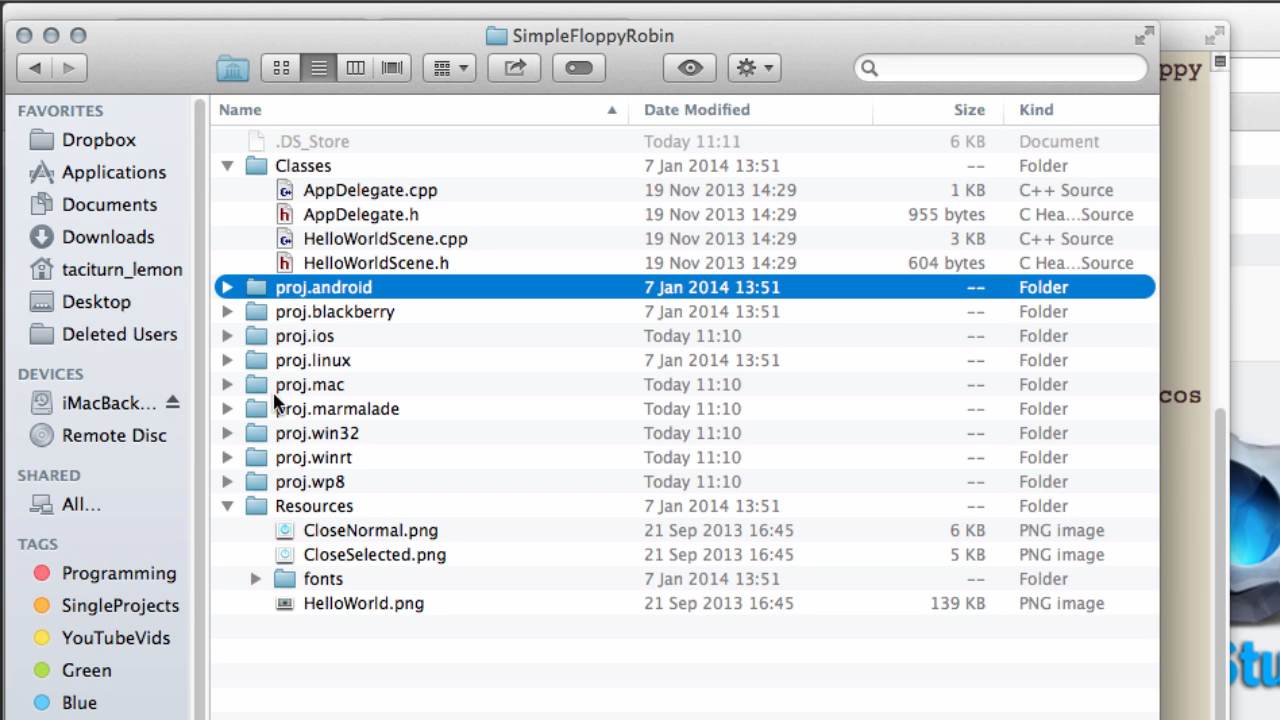 SimpleFloppyRobin
ppy
FAVORITES
Dropbox
Applications
Documents
Downloads
taciturn_lemon
Desktop
Deleted Users
DEVICES
iMacBack...
Remote Disc
SHARED
All...
TAGS
Programming
SingleProjects
YouTubeVids
Green
Blue
Name Date Modified Size Kind
.DS_Store Today 11:11 6 KB Document
Classes 7 Jan 2014 13:51 -- Folder
AppDelegate.cpp 19 Nov 2013 14:29 1 KB C++ Source
AppDelegate.h 19 Nov 2013 14:29 955 bytes C Hea...Source
HelloWorldScene.cpp 19 Nov 2013 14:29 3 KB C++ Source
HelloWorldScene.h 19 Nov 2013 14:29 604 bytes C Hea...Source
proj.android 7 Jan 2014 13:51 -- Folder
proj.blackberry 7 Jan 2014 13:51 -- Folder
proj.ios Today 11:10 -- Folder
proj.linux 7 Jan 2014 13:51 -- Folder
proj.mac Today 11:10 -- Folder
proj.marmalade Today 11:10 -- Folder
proj.win32 Today 11:10 -- Folder
proj.winrt Today 11:10 -- Folder
proj.wp8 Today 11:10 -- Folder
Resources 7 Jan 2014 13:51 -- Folder
CloseNormal.png 21 Sep 2013 16:45 6 KB PNG image
CloseSelected.png 21 Sep 2013 16:45 5 KB PNG image
fonts 7 Jan 2014 13:51 -- Folder
HelloWorld.png 21 Sep 2013 16:45 139 KB PNG image
cos
Stu